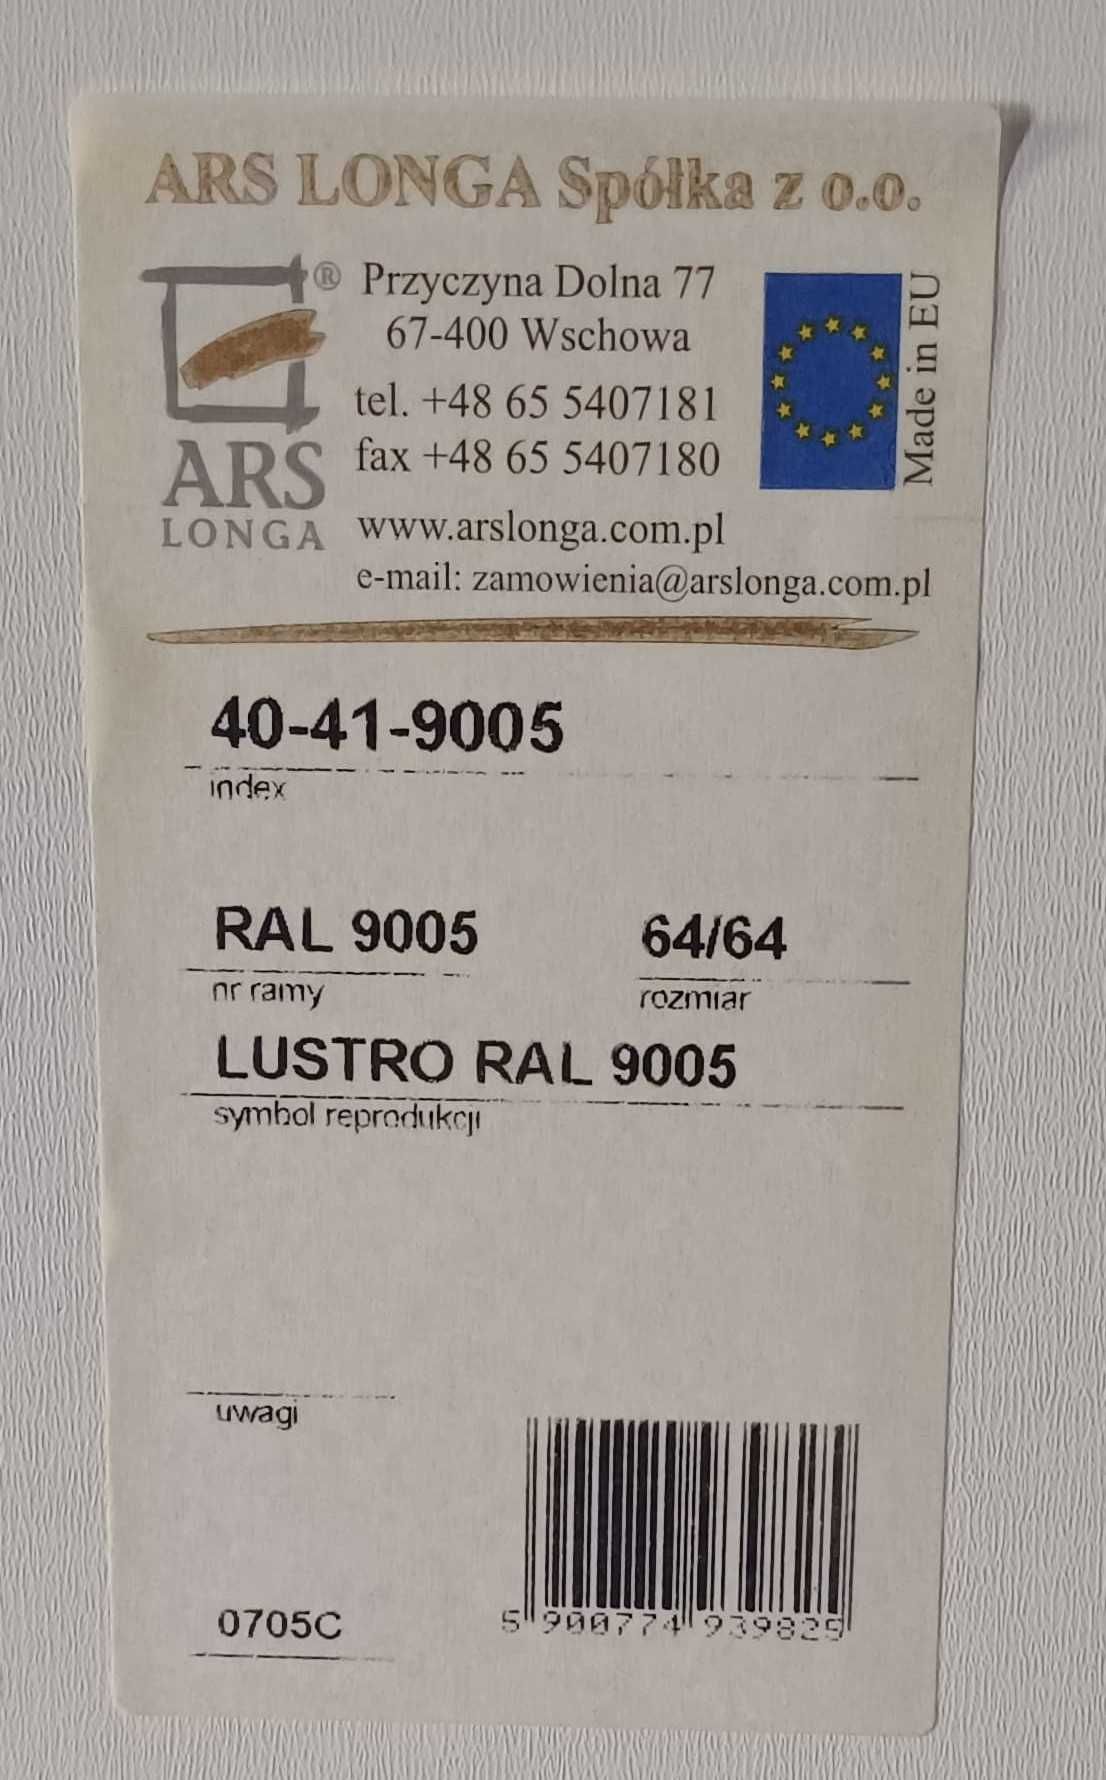 ARS LONGA Spółka z o.o.
®
Przyczyna Dolna 77
67-400 Wschowa
tel. +48 65 5407181
fax +48 65 5407180
www.arslonga.com.pl
e-mail: zamowienia@arslonga.com.pl
ARS
LONGA
Made in EU
40-41-9005
index
RAL 9005 64/64
nr ramy rozmiar
LUSTRO RAL 9005
symbol reprodukcji
uwagi
0705C
5 900774 939825